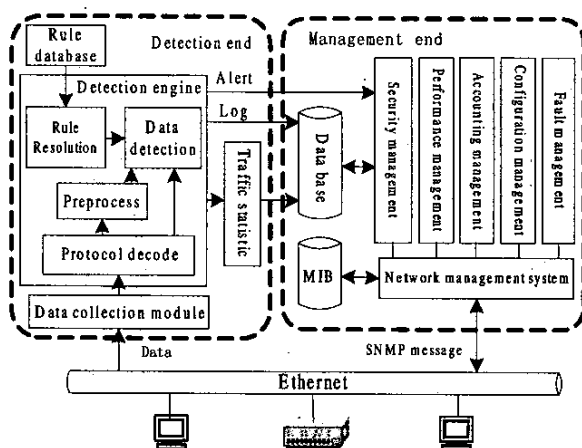 Rule
database
Detection end
Detection engine
Rule
Resolution
Data
detection
Preprocess
Protocol decode
Data collection module
Data
Alert
Log
Traffic statistic
Management end
Data base
MIB
Security management
Performance management
Accounting management
Configuration management
Fault management
Network management system
SNMP message
Ethernet